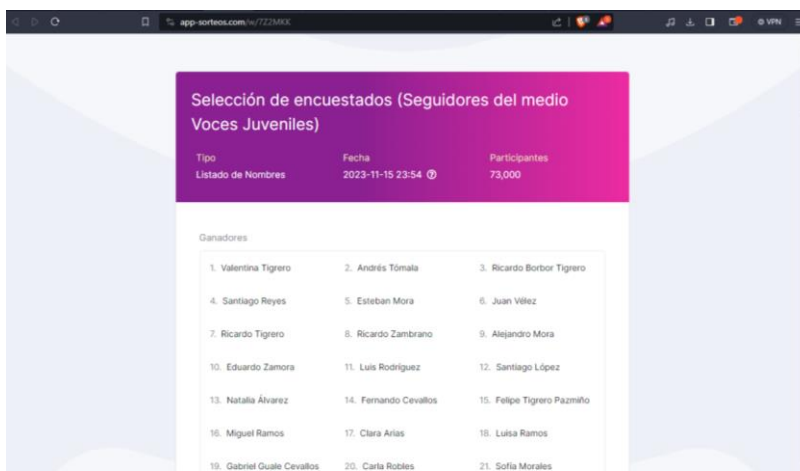 app-sorteos.com/w/7Z2MKX
VPN
Selección de encuestados (Seguidores del medio
Voces Juveniles)
Tipo Fecha Participantes
Listado de Nombres 2023-11-15 23:54 73,000
Ganadores
1. Valentina Tigrero 2. Andrés Tómala 3. Ricardo Borbor Tigrero
4. Santiago Reyes 5. Esteban Mora 6. Juan Vélez
7. Ricardo Tigrero 8. Ricardo Zambrano 9. Alejandro Mora
10. Eduardo Zamora 11. Luis Rodríguez 12. Santiago López
13. Natalia Álvarez 14. Fernando Cevallos 15. Felipe Tigrero Pazmiño
16. Miguel Ramos 17. Clara Arias 18. Luisa Ramos
19. Gabriel Guale Cevallos 20. Carla Robles 21. Sofía Morales